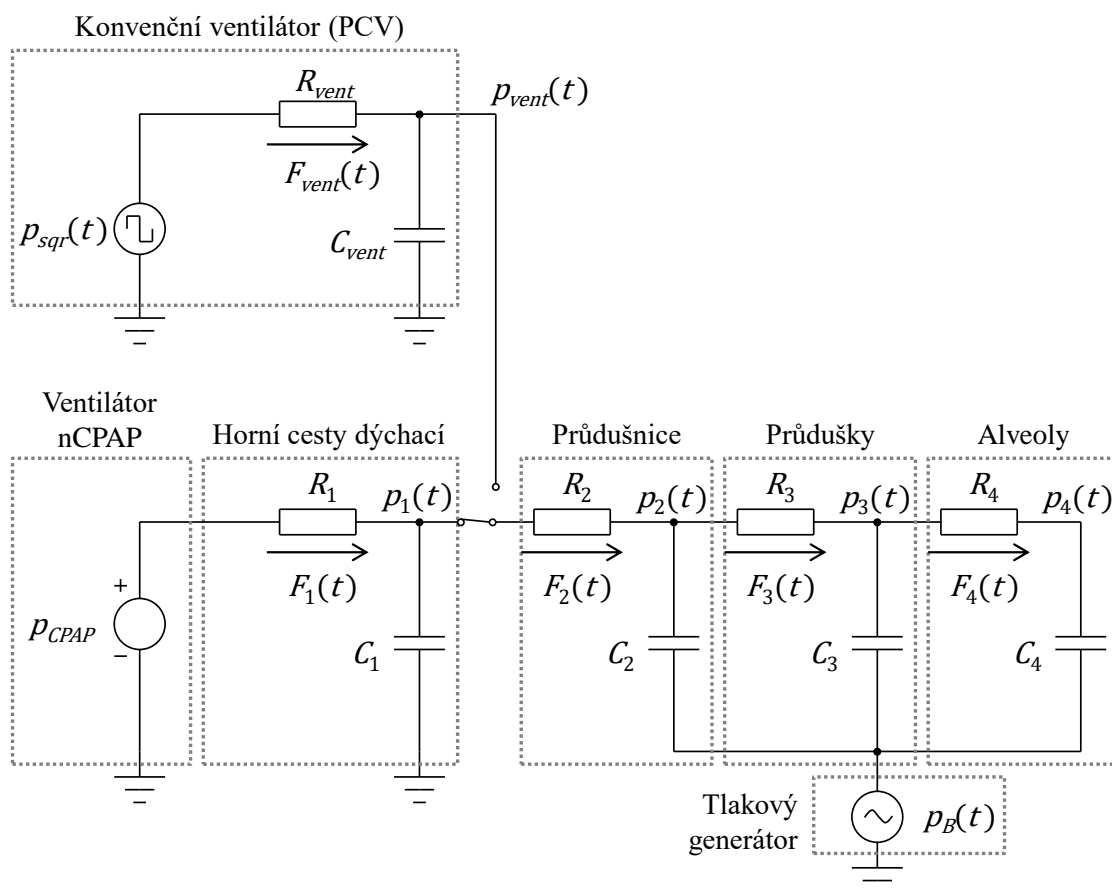 Konvenční ventilátor (PCV)
R_vent
p_vent(t)
F_vent(t)
p_sqr(t)
C_vent
Ventilátor
nCPAP
Horní cesty dýchací
Průdušnice
Průdušky
Alveoly
R_1
p_1(t)
R_2
p_2(t)
R_3
p_3(t)
R_4
p_4(t)
F_1(t)
F_2(t)
F_3(t)
F_4(t)
+
p_CPAP
−
C_1
C_2
C_3
C_4
Tlakový
generátor
p_B(t)